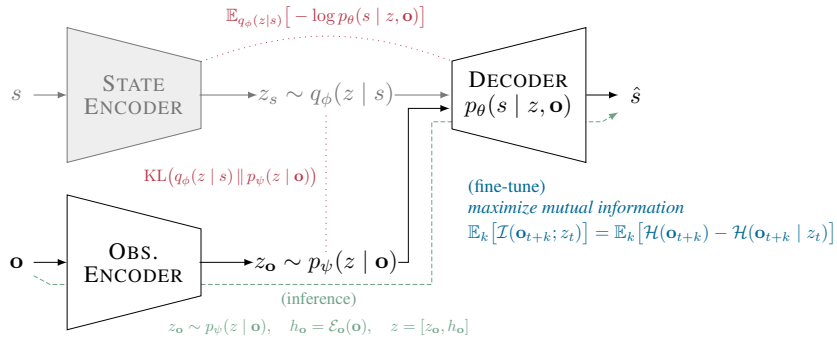 𝔼_{q_ϕ(z|s)}[ − log p_θ(s | z, 𝐨)]
s
STATE
ENCODER
z_s ∼ q_ϕ(z | s)
DECODER
p_θ(s | z, 𝐨)
ŝ
KL(q_ϕ(z | s) ‖ p_ψ(z | 𝐨))
(fine-tune)
maximize mutual information
𝔼_k[ℐ(𝐨_{t+k}; z_t)] = 𝔼_k[ℋ(𝐨_{t+k}) − ℋ(𝐨_{t+k} | z_t)]
𝐨
OBS.
ENCODER
z_𝐨 ∼ p_ψ(z | 𝐨)
(inference)
z_𝐨 ∼ p_ψ(z | 𝐨), h_𝐨 = ℰ_𝐨(𝐨), z = [z_𝐨, h_𝐨]